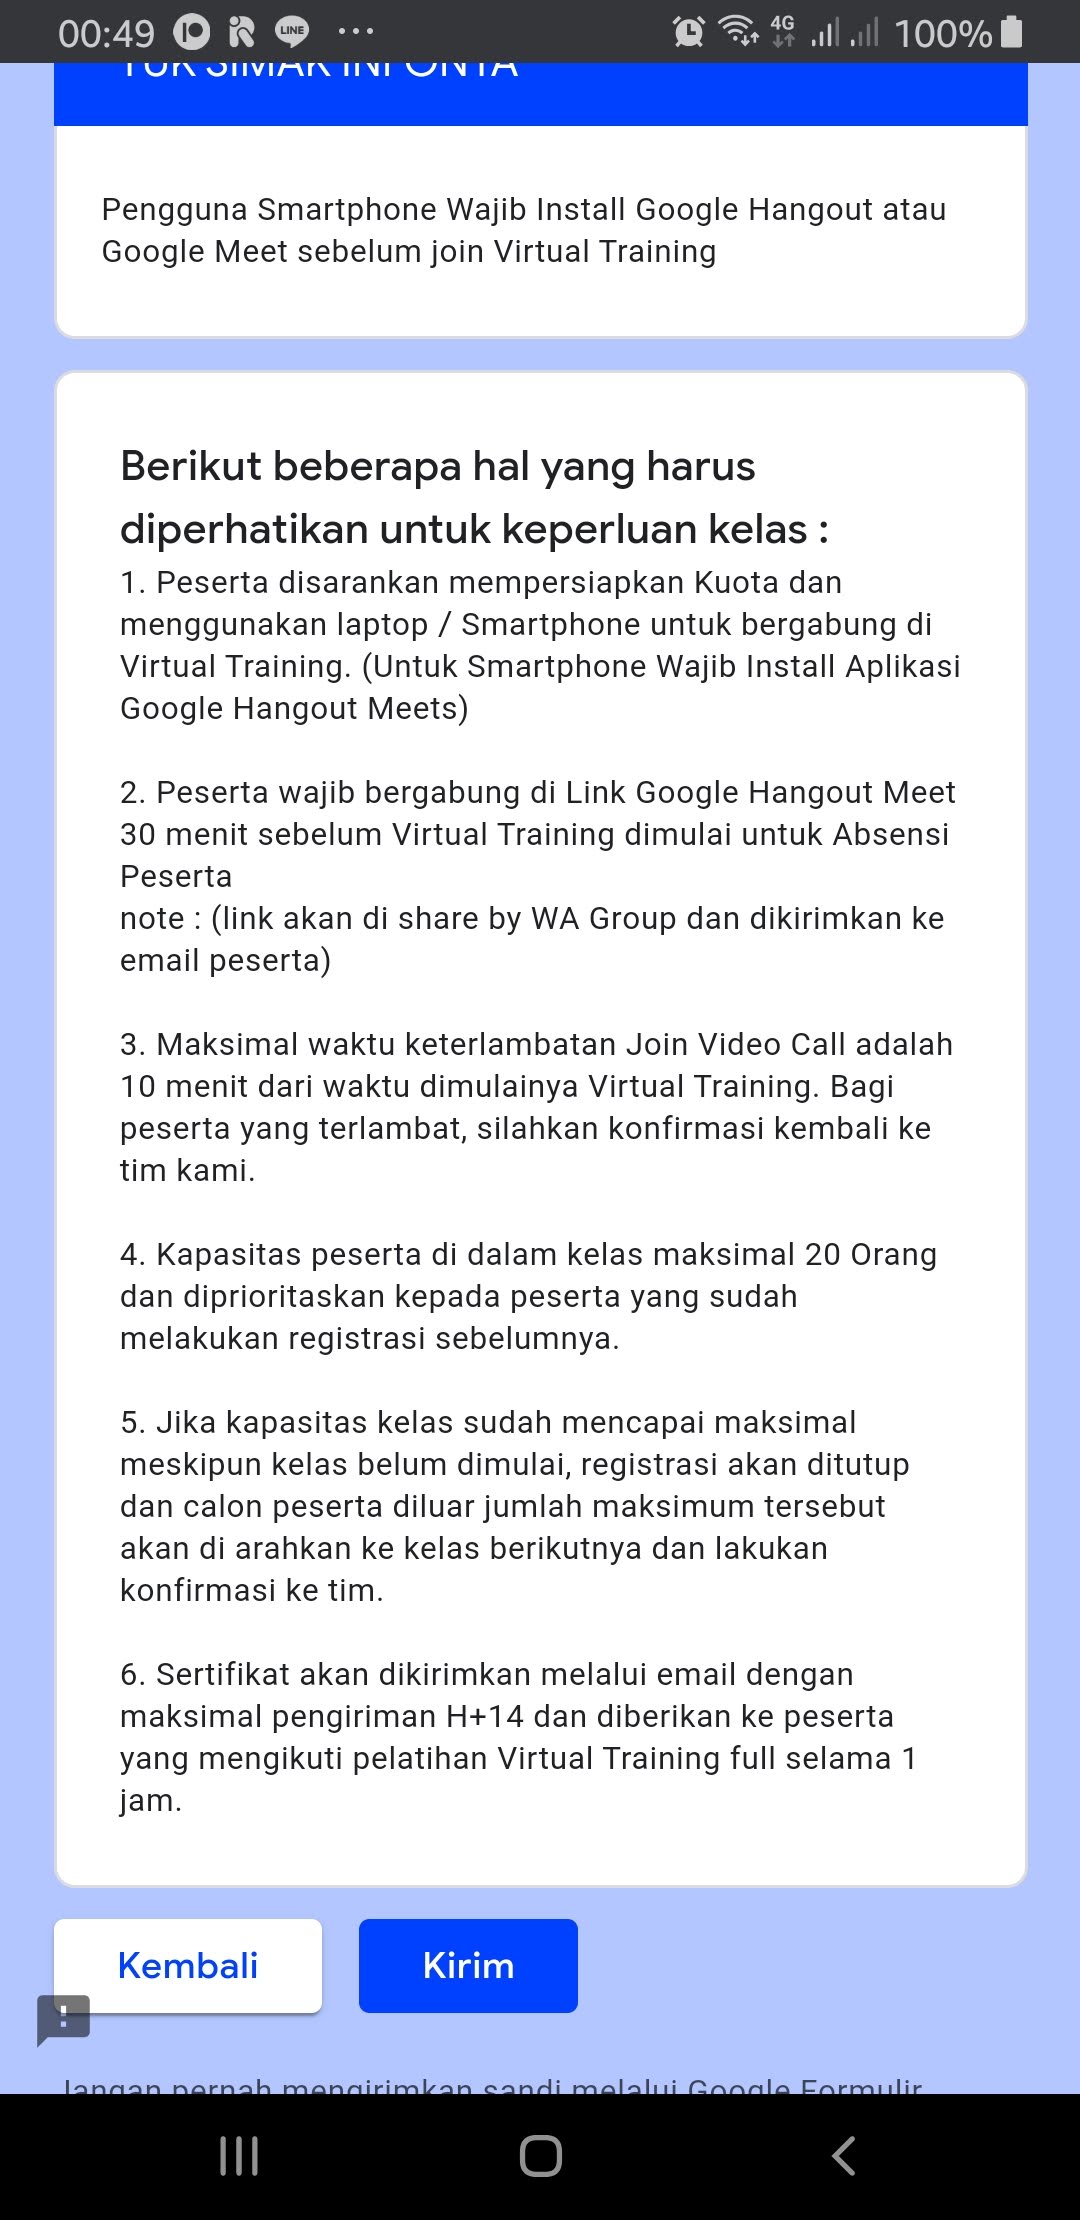 00:49
LINE
4G
100%
Pengguna Smartphone Wajib Install Google Hangout atau
Google Meet sebelum join Virtual Training
Berikut beberapa hal yang harus
diperhatikan untuk keperluan kelas :
1. Peserta disarankan mempersiapkan Kuota dan
menggunakan laptop / Smartphone untuk bergabung di
Virtual Training. (Untuk Smartphone Wajib Install Aplikasi
Google Hangout Meets)
2. Peserta wajib bergabung di Link Google Hangout Meet
30 menit sebelum Virtual Training dimulai untuk Absensi
Peserta
note : (link akan di share by WA Group dan dikirimkan ke
email peserta)
3. Maksimal waktu keterlambatan Join Video Call adalah
10 menit dari waktu dimulainya Virtual Training. Bagi
peserta yang terlambat, silahkan konfirmasi kembali ke
tim kami.
4. Kapasitas peserta di dalam kelas maksimal 20 Orang
dan diprioritaskan kepada peserta yang sudah
melakukan registrasi sebelumnya.
5. Jika kapasitas kelas sudah mencapai maksimal
meskipun kelas belum dimulai, registrasi akan ditutup
dan calon peserta diluar jumlah maksimum tersebut
akan di arahkan ke kelas berikutnya dan lakukan
konfirmasi ke tim.
6. Sertifikat akan dikirimkan melalui email dengan
maksimal pengiriman H+14 dan diberikan ke peserta
yang mengikuti pelatihan Virtual Training full selama 1
jam.
Kembali
Kirim
Jangan pernah mengirimkan sandi melalui Google Formulir